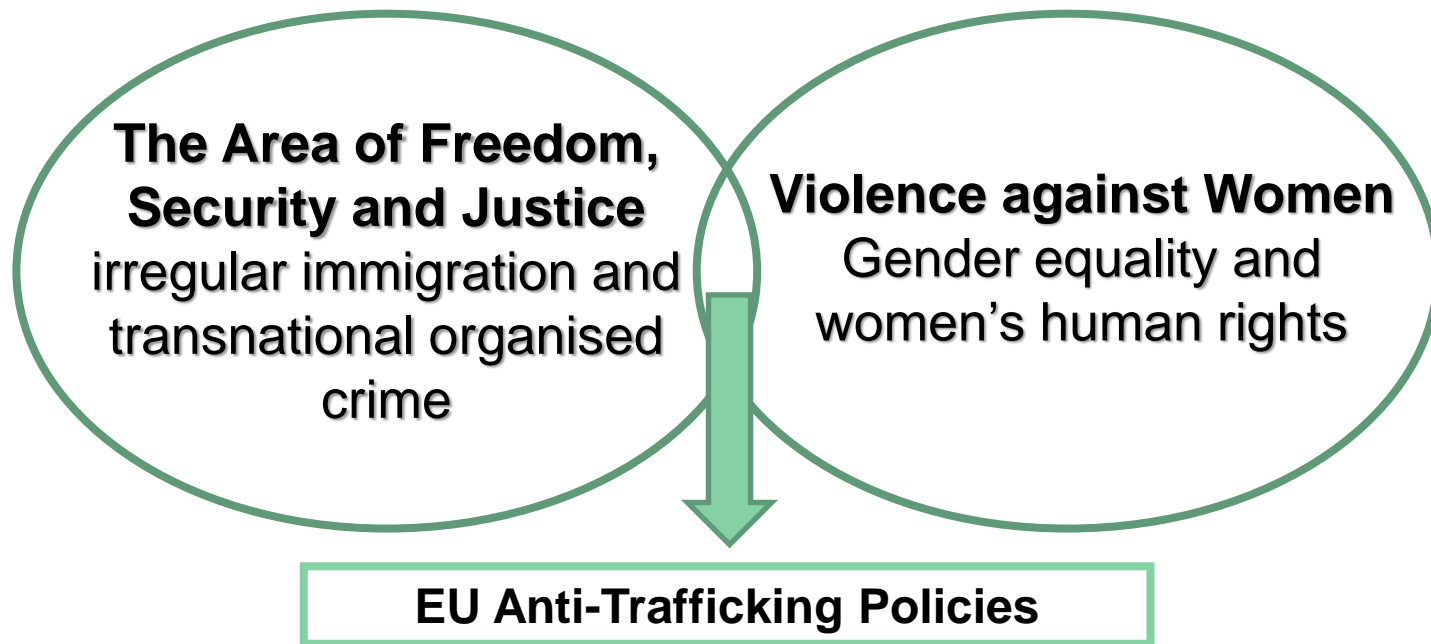 The Area of Freedom,
Security and Justice
irregular immigration and
transnational organised
crime
Violence against Women
Gender equality and
women’s human rights
EU Anti-Trafficking Policies